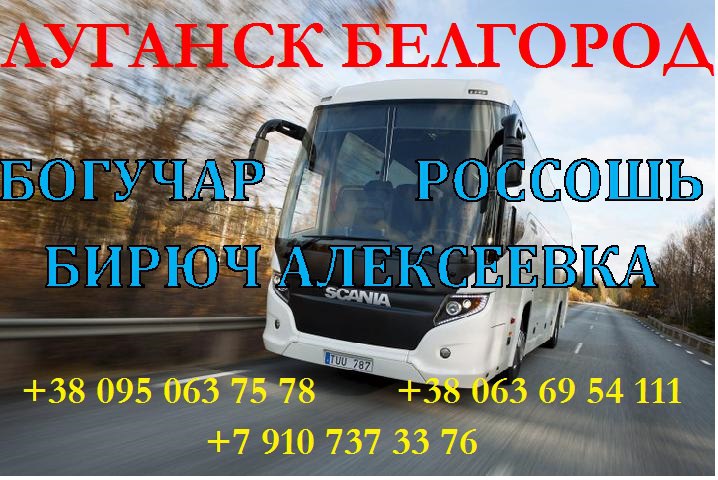 ЛУГАНСК БЕЛГОРОД
БОГУЧАР РОССОШЬ
БИРЮЧ АЛЕКСЕЕВКА
SCANIA
TUU 787
+38 095 063 75 78 +38 063 69 54 111
+7 910 737 33 76